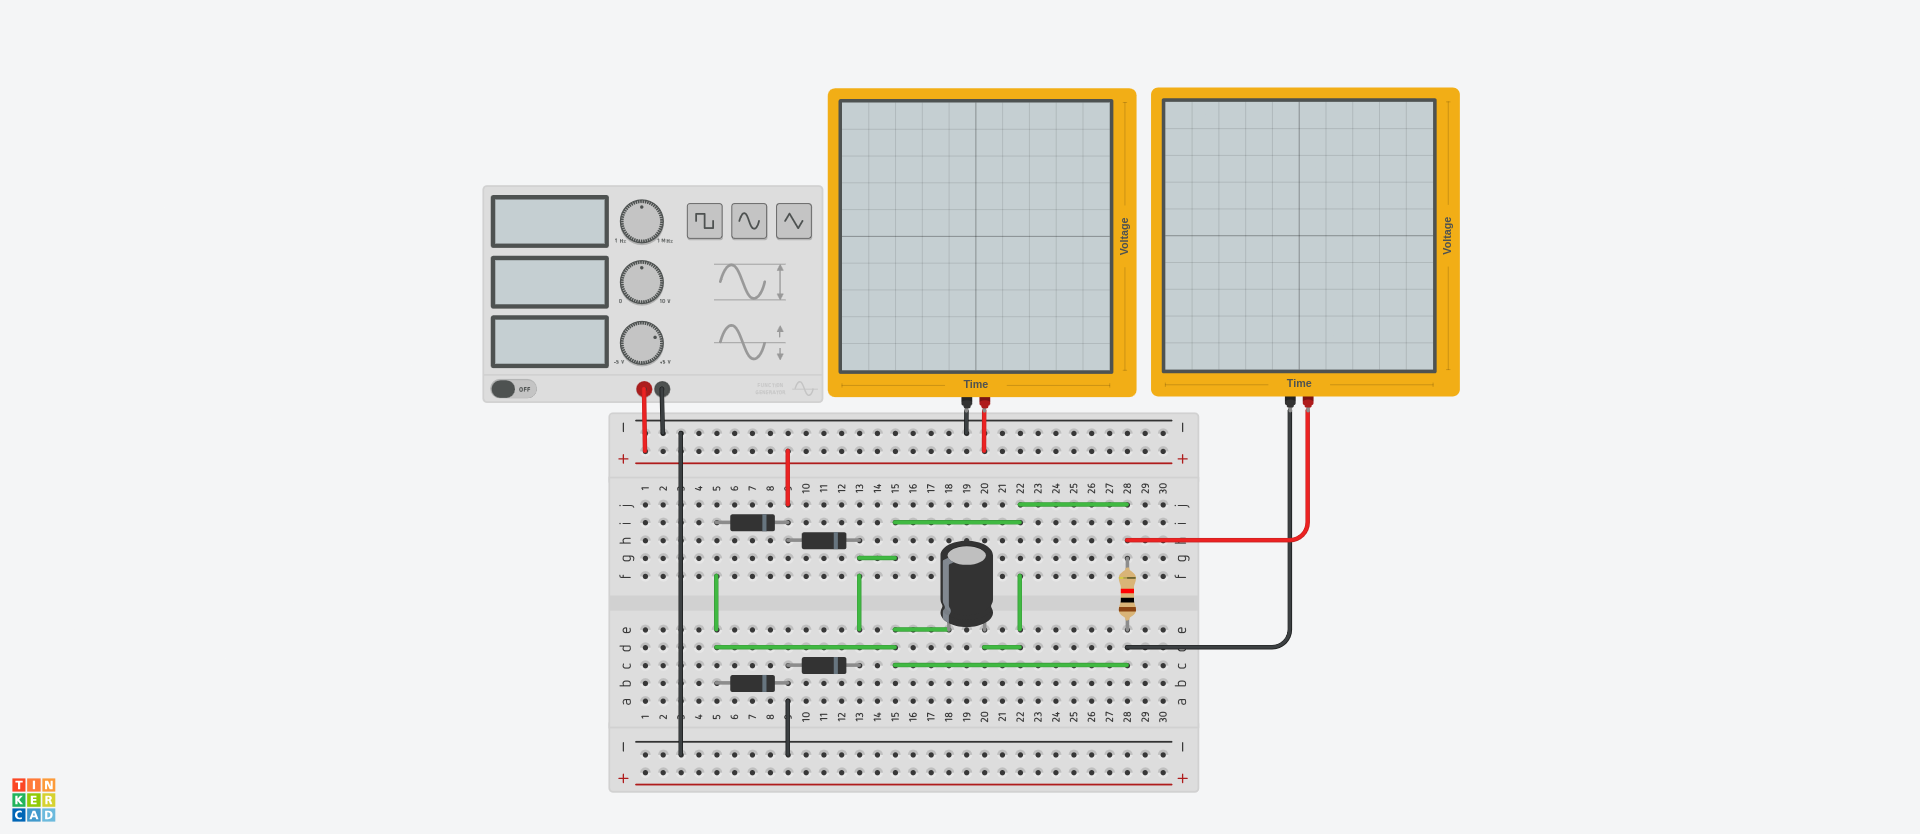 1 Hz 1 MHz
0 10 V
-5 V +5 V
OFF
FUNCTION
GENERATOR
Voltage
Time
Voltage
Time
− −
+ +
1 2 3 4 5 6 7 8 9 10 11 12 13 14 15 16 17 18 19 20 21 22 23 24 25 26 27 28 29 30
j j
i i
h h
g g
f f
e e
d d
c c
b b
a a
1 2 3 4 5 6 7 8 9 10 11 12 13 14 15 16 17 18 19 20 21 22 23 24 25 26 27 28 29 30
− −
+ +
TIN
KER
CAD